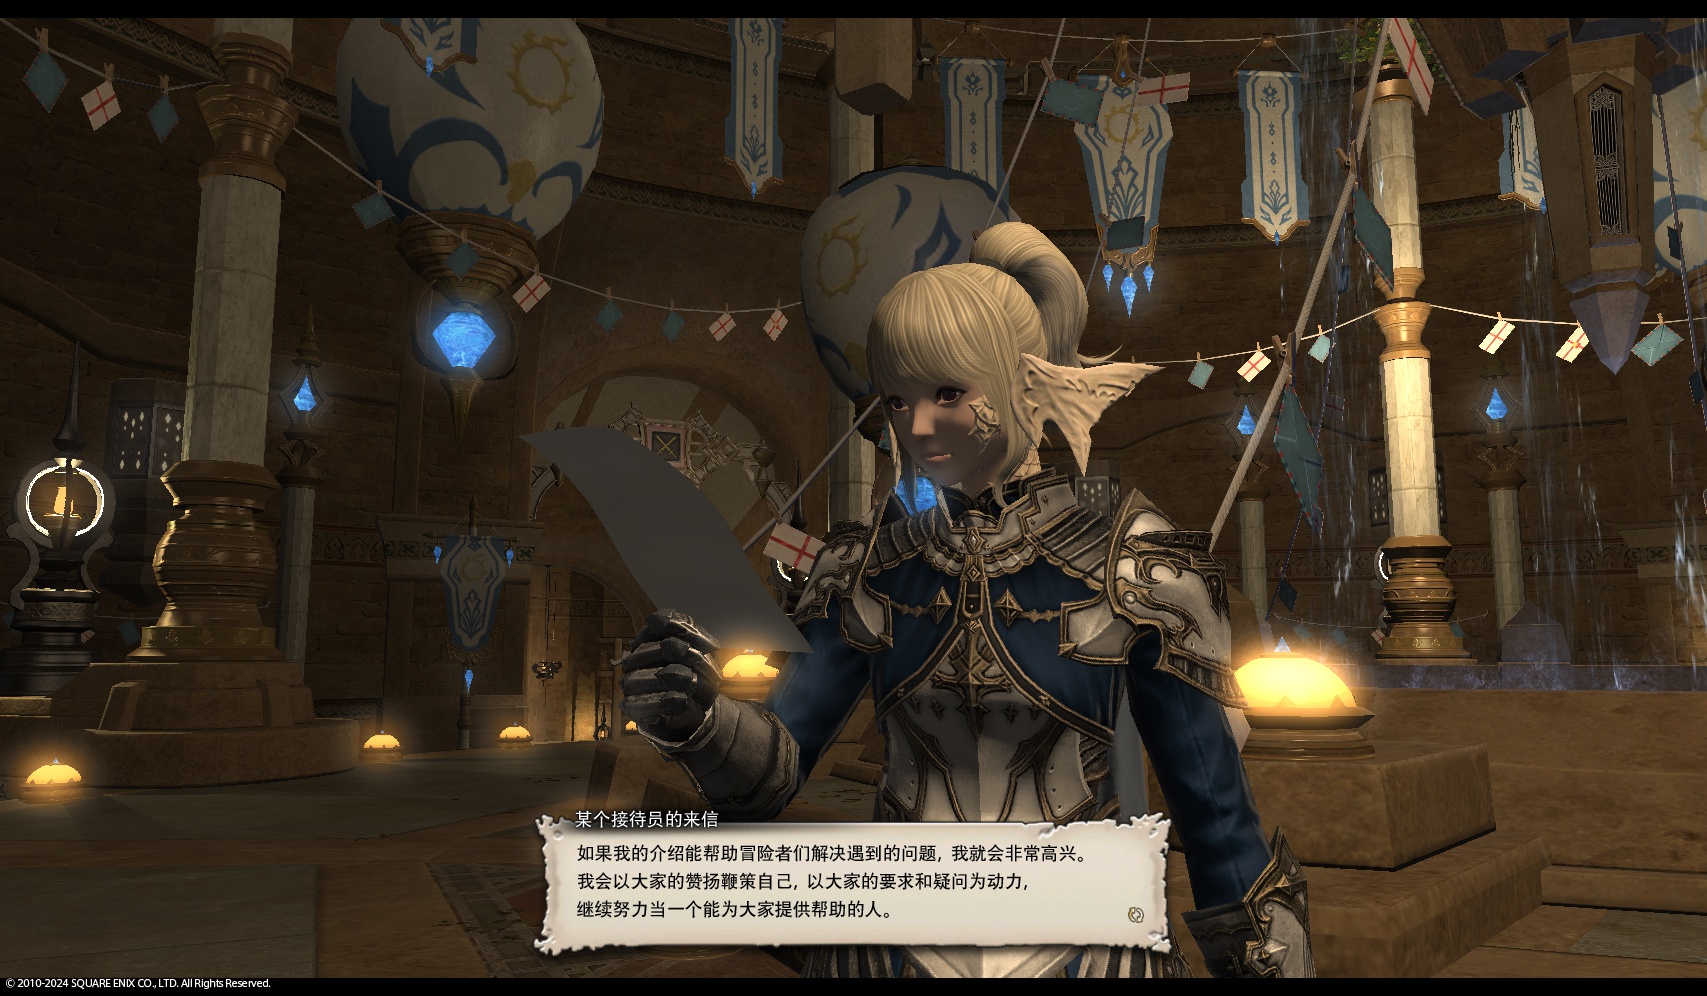 某个接待员的来信
如果我的介绍能帮助冒险者们解决遇到的问题，我就会非常高兴。
我会以大家的赞扬鞭策自己，以大家的要求和疑问为动力，
继续努力当一个能为大家提供帮助的人。
© 2010-2024 SQUARE ENIX CO., LTD. All Rights Reserved.